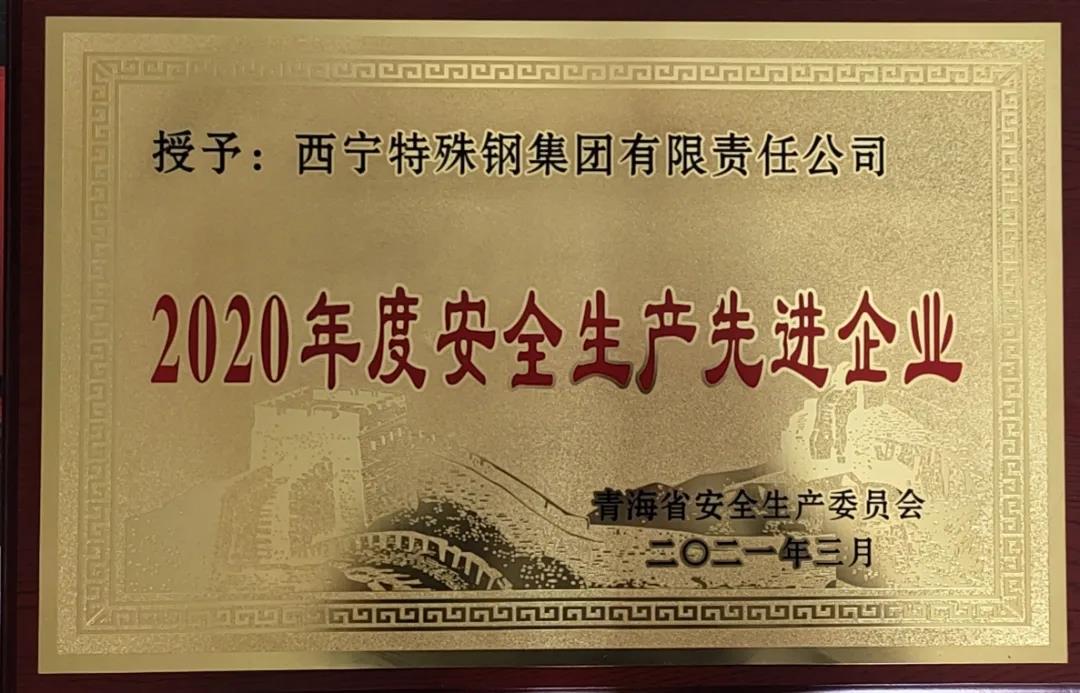 授予：西宁特殊钢集团有限责任公司
2020年度安全生产先进企业
青海省安全生产委员会
二〇二一年三月